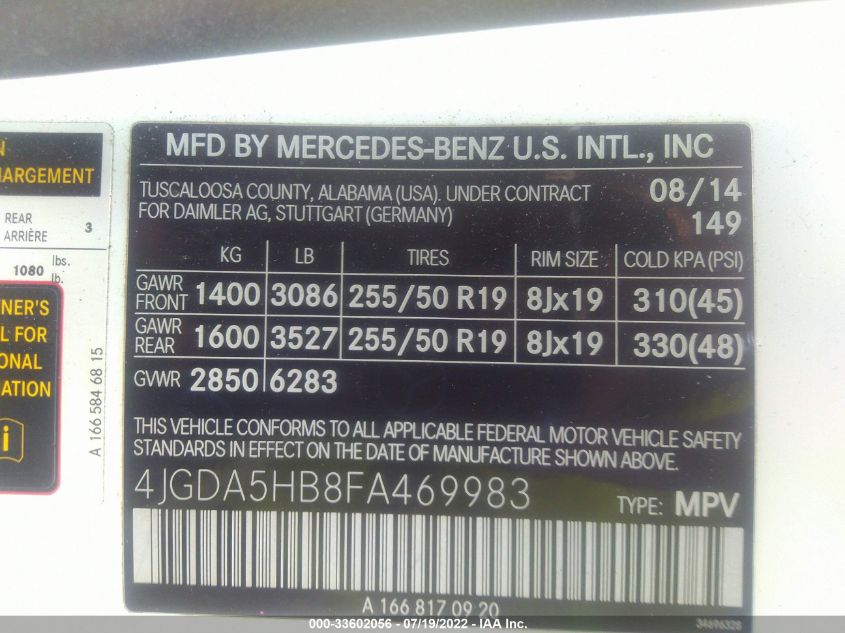 N
HARGEMENT
REAR
ARRIÈRE 3
1080 lbs.
lb.
NER'S
L FOR
IONAL
ATION
i
A 166 584 68 15
MFD BY MERCEDES-BENZ U.S. INTL., INC
TUSCALOOSA COUNTY, ALABAMA (USA). UNDER CONTRACT 08/14
FOR DAIMLER AG, STUTTGART (GERMANY) 149
KG LB TIRES RIM SIZE COLD KPA (PSI)
GAWR FRONT 1400 3086 255/50 R19 8Jx19 310(45)
GAWR REAR 1600 3527 255/50 R19 8Jx19 330(48)
GVWR 2850 6283
THIS VEHICLE CONFORMS TO ALL APPLICABLE FEDERAL MOTOR VEHICLE SAFETY
STANDARDS IN EFFECT ON THE DATE OF MANUFACTURE SHOWN ABOVE.
4JGDA5HB8FA469983 TYPE: MPV
A 166 817 09 20
34696328
000-33602056 - 07/19/2022 - IAA Inc.